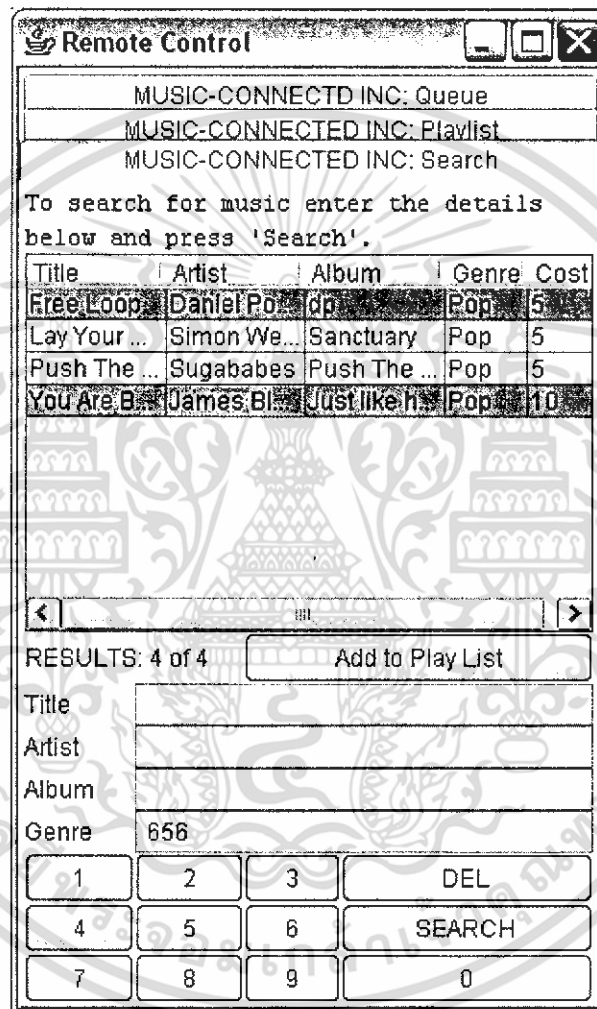 Remote Control
MUSIC-CONNECTD INC: Queue
MUSIC-CONNECTED INC: Playlist
MUSIC-CONNECTED INC: Search
To search for music enter the details
below and press 'Search'.
Title Artist Album Genre Cost
Free Loop... Daniel Po... dp Pop 5
Lay Your ... Simon We... Sanctuary Pop 5
Push The ... Sugababes Push The ... Pop 5
You Are B... James Bl... Just like h... Pop 10
RESULTS: 4 of 4 Add to Play List
Title
Artist
Album
Genre 656
1 2 3 DEL
4 5 6 SEARCH
7 8 9 0